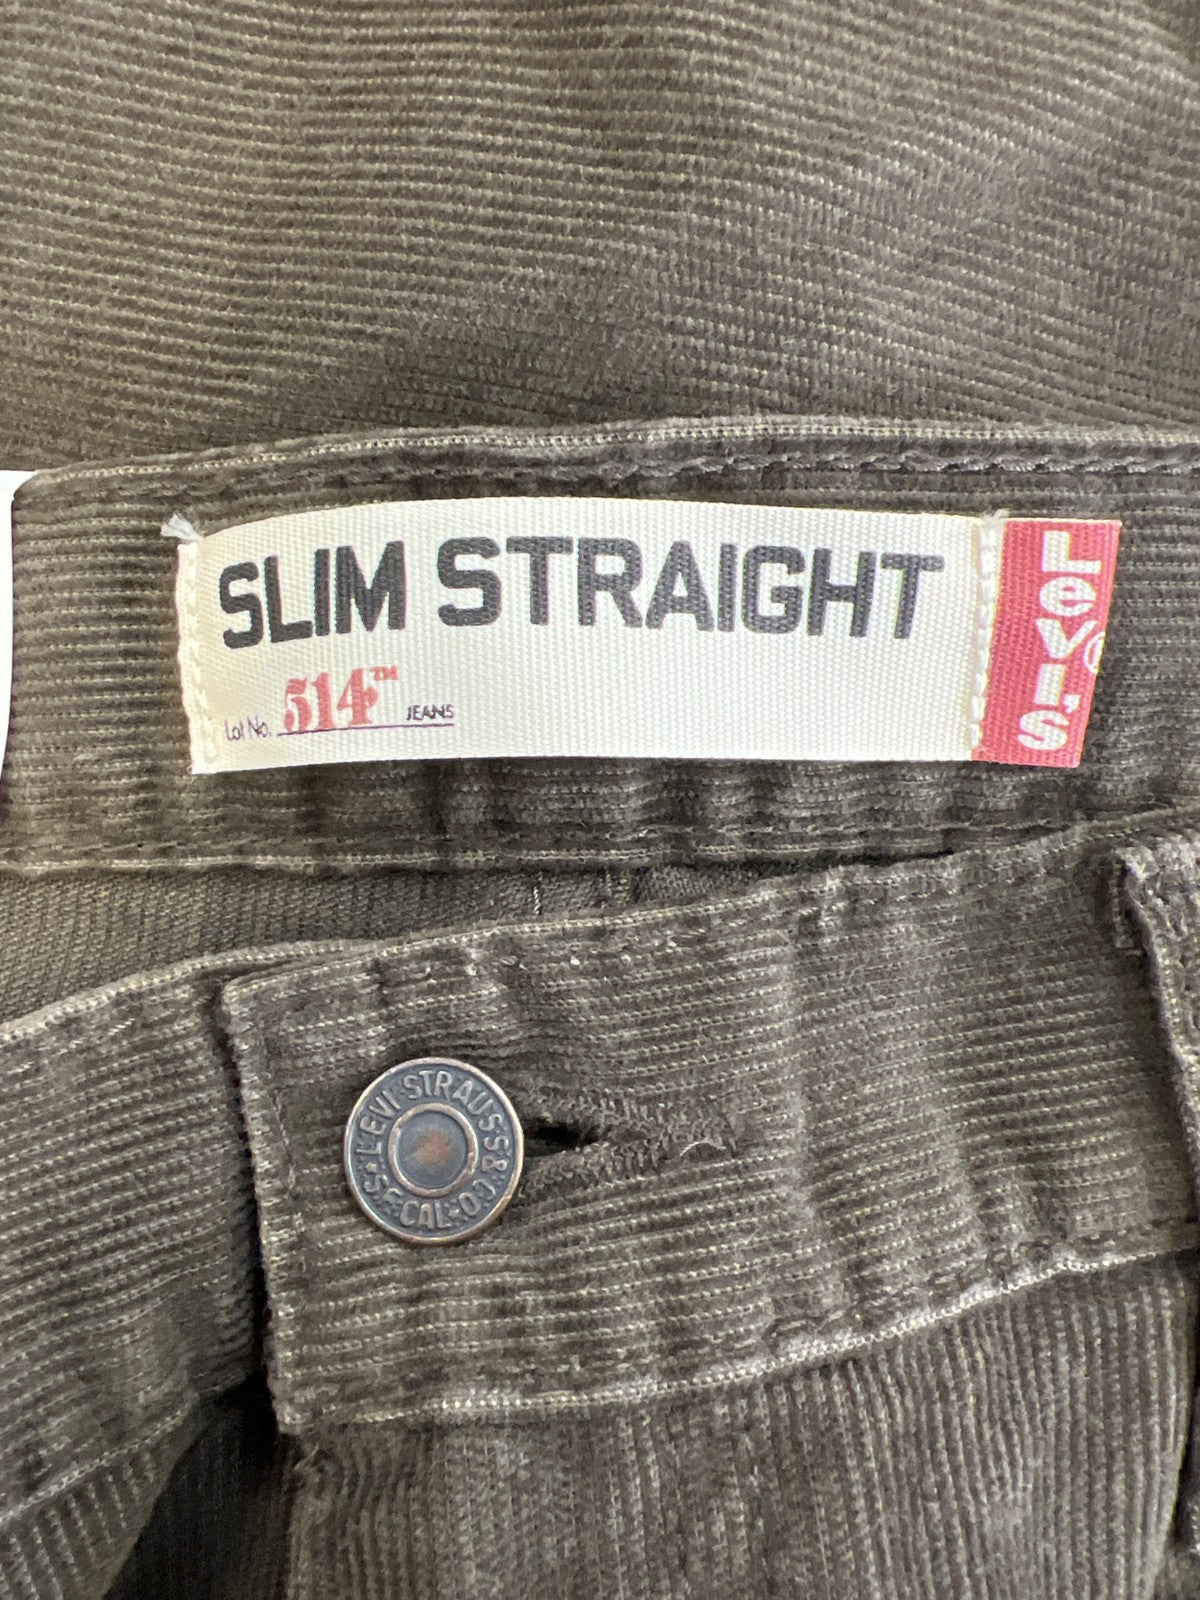 SLIM STRAIGHT
Lot No. 514™ JEANS
Levi's®
LEVI STRAUSS & CO.
S.F. CAL